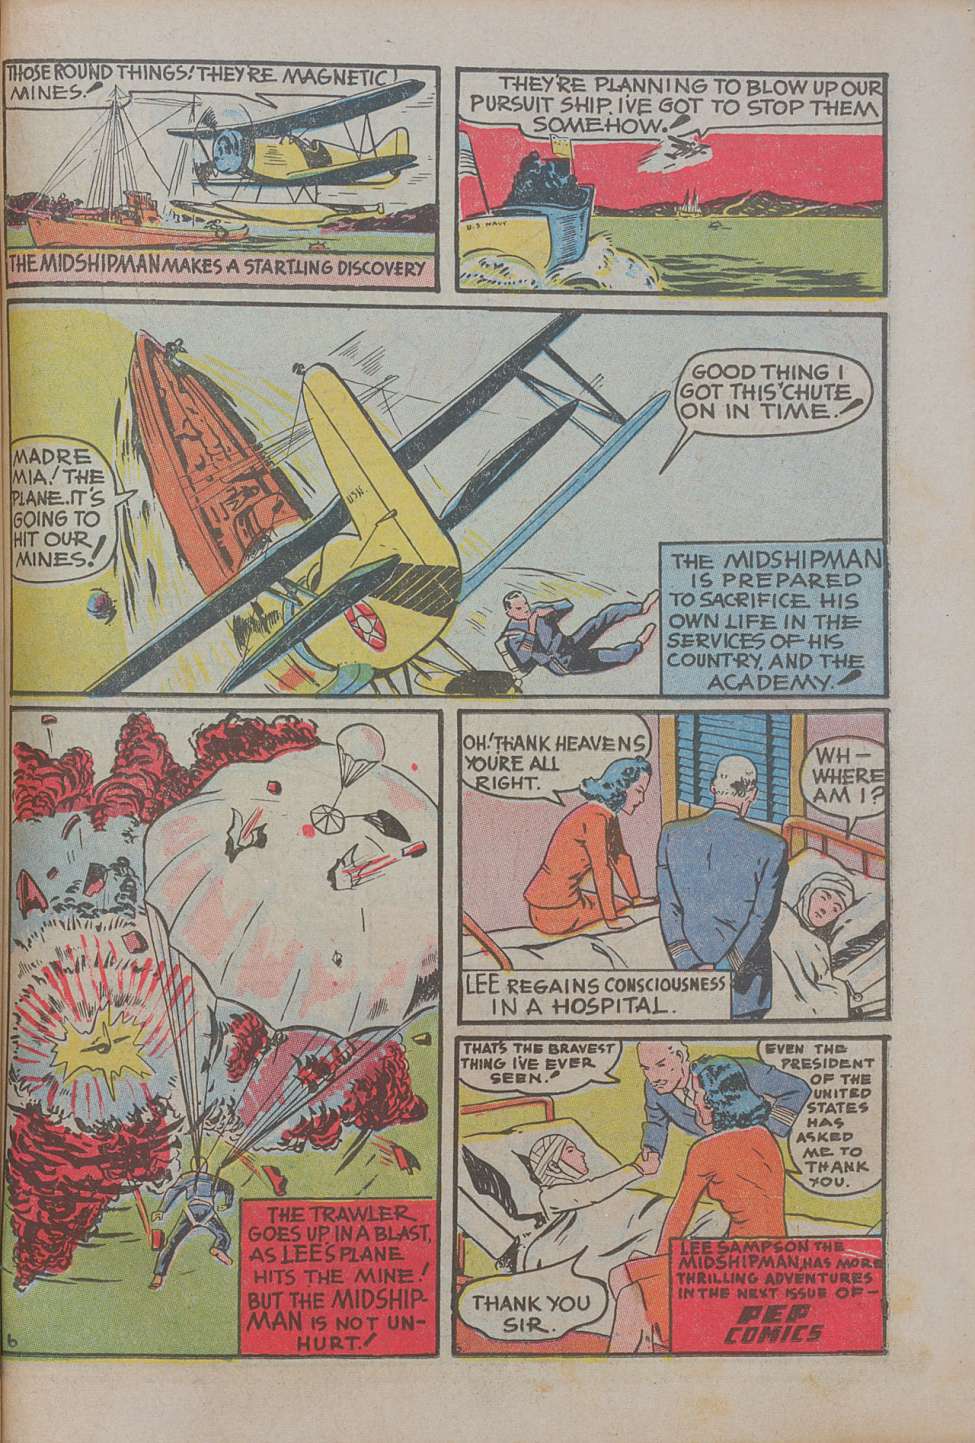 THOSE ROUND THINGS! THEY'RE MAGNETIC
MINES!
THE MIDSHIPMAN MAKES A STARTLING DISCOVERY
THEY'RE PLANNING TO BLOW UP OUR
PURSUIT SHIP. I'VE GOT TO STOP THEM
SOMEHOW.!
U.S NAVY
GOOD THING I
GOT THIS 'CHUTE
ON IN TIME.!
MADRE
MIA! THE
PLANE. IT'S
GOING TO
HIT OUR
MINES!
U.S.N.
THE MIDSHIPMAN
IS PREPARED
TO SACRIFICE HIS
OWN LIFE IN THE
SERVICES OF HIS
COUNTRY, AND THE
ACADEMY.!
THE TRAWLER
GOES UP IN A BLAST,
AS LEE'S PLANE
HITS THE MINE!
BUT THE MIDSHIP-
MAN IS NOT UN-
HURT.!
6
OH! THANK HEAVENS
YOU'RE ALL
RIGHT.
WH-
WHERE
AM I?
LEE REGAINS CONSCIOUSNESS
IN A HOSPITAL.
THAT'S THE BRAVEST
THING I'VE EVER
SEEN.!
EVEN THE
PRESIDENT
OF THE
UNITED
STATES
HAS
ASKED
ME TO
THANK
YOU.
THANK YOU
SIR.
LEE SAMPSON THE
MIDSHIPMAN, HAS MORE
THRILLING ADVENTURES
IN THE NEXT ISSUE OF-
PEP
COMICS